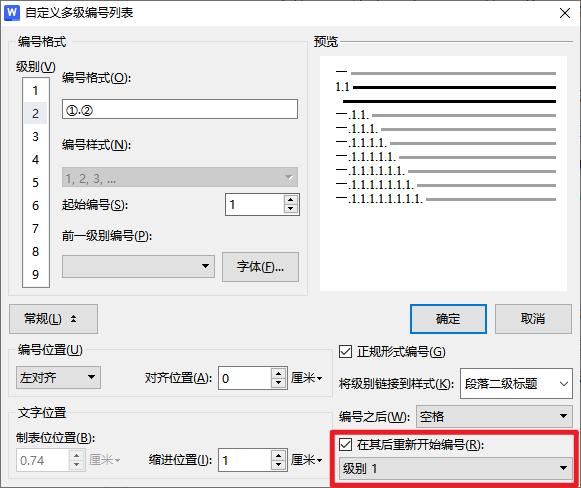 自定义多级编号列表
编号格式
级别(V)
1
2
3
4
5
6
7
8
9
编号格式(O):
①.②
编号样式(N):
1, 2, 3, ...
起始编号(S):
1
前一级别编号(P):
字体(F)...
预览
一
1.1
一.1.1.
一.1.1.1.
一.1.1.1.1.
一.1.1.1.1.1.
一.1.1.1.1.1.1.
一.1.1.1.1.1.1.1.
一.1.1.1.1.1.1.1.1.
常规(L)
确定
取消
编号位置(U)
左对齐
对齐位置(A):
0
厘米
文字位置
制表位位置(B):
0.74
厘米
缩进位置(I):
1
厘米
正规形式编号(G)
将级别链接到样式(K):
段落二级标题
编号之后(W):
空格
在其后重新开始编号(R):
级别 1